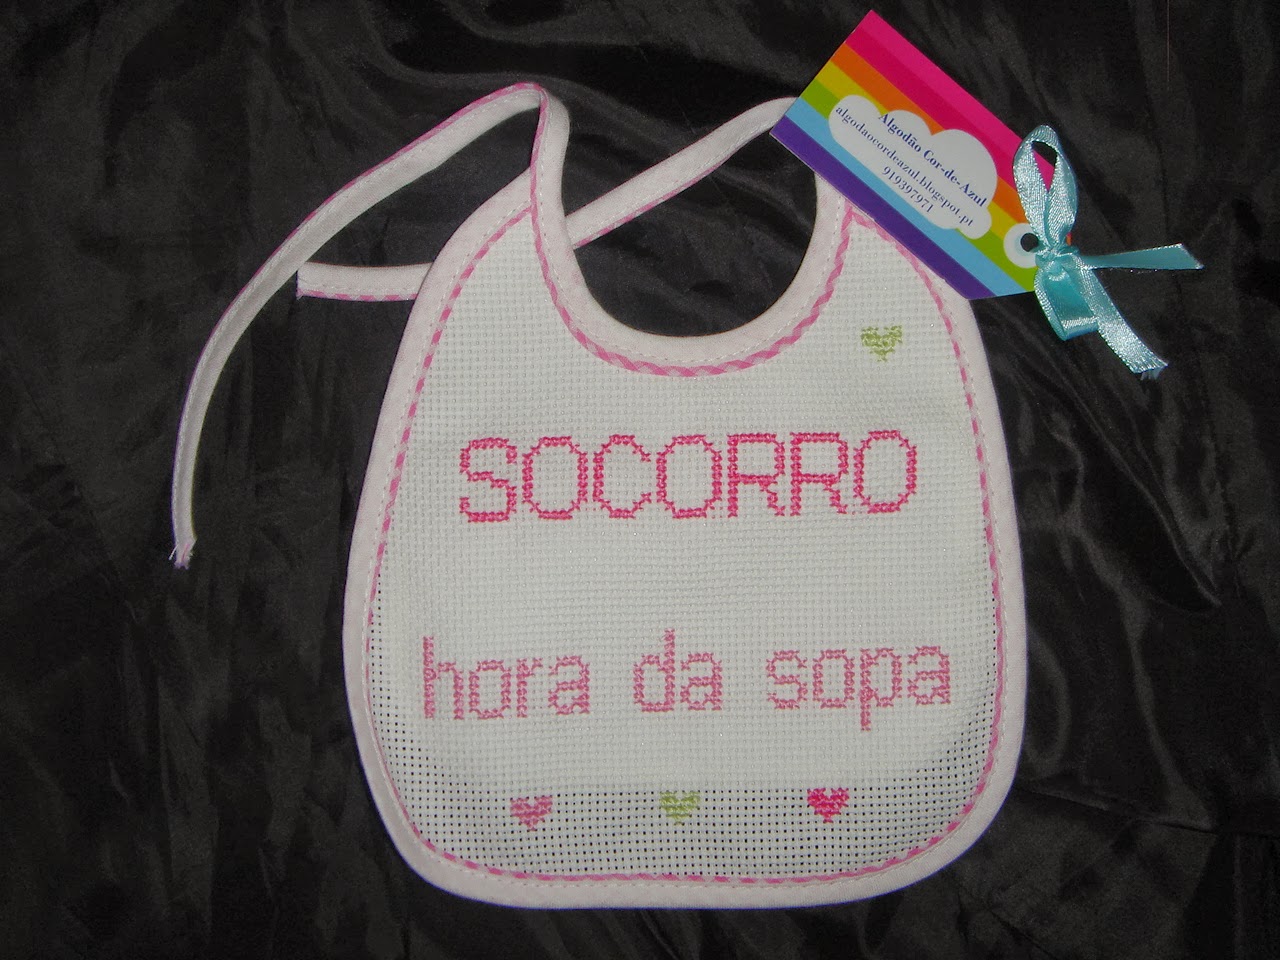 Algodão Cor-de-Azul
algodaocordeazul.blogspot.pt
919397971
SOCORRO
hora da sopa